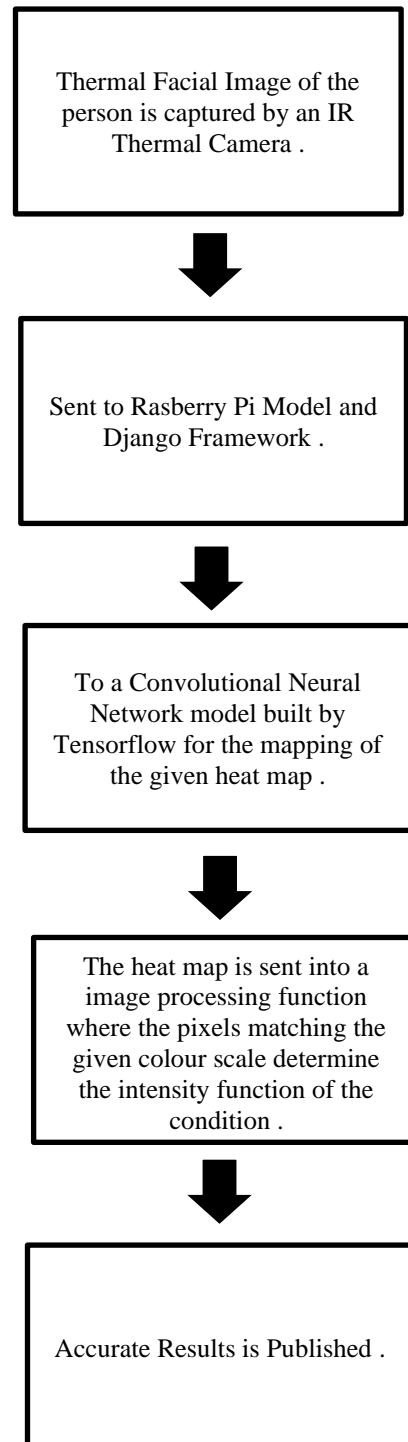 Thermal Facial Image of the
person is captured by an IR
Thermal Camera .
Sent to Rasberry Pi Model and
Django Framework .
To a Convolutional Neural
Network model built by
Tensorflow for the mapping of
the given heat map .
The heat map is sent into a
image processing function
where the pixels matching the
given colour scale determine
the intensity function of the
condition .
Accurate Results is Published .